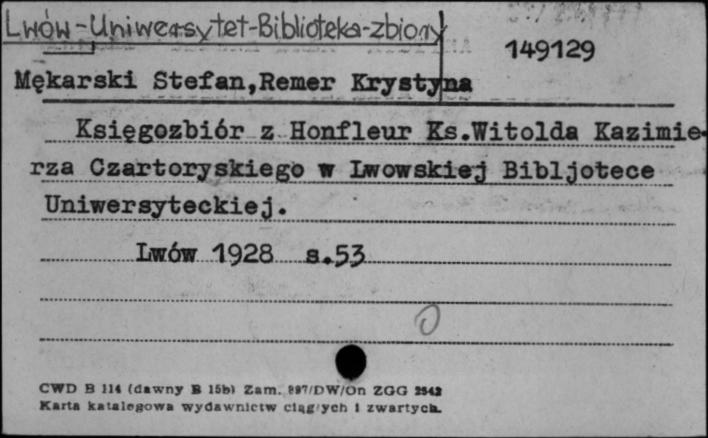 Lwów-Uniwersytet-Biblioteka-zbiory
149129
Mękarski Stefan,Remer Krystyna
Księgozbiór z Honfleur Ks.Witolda Kazimie-
rza Czartoryskiego w Lwowskiej Bibljotece
Uniwersyteckiej.
Lwów 1928 s.53
CWD B 114 (dawny B 15b) Zam. 897/DW/On ZGG 2542
Karta katalogowa wydawnictw ciągłych i zwartych.